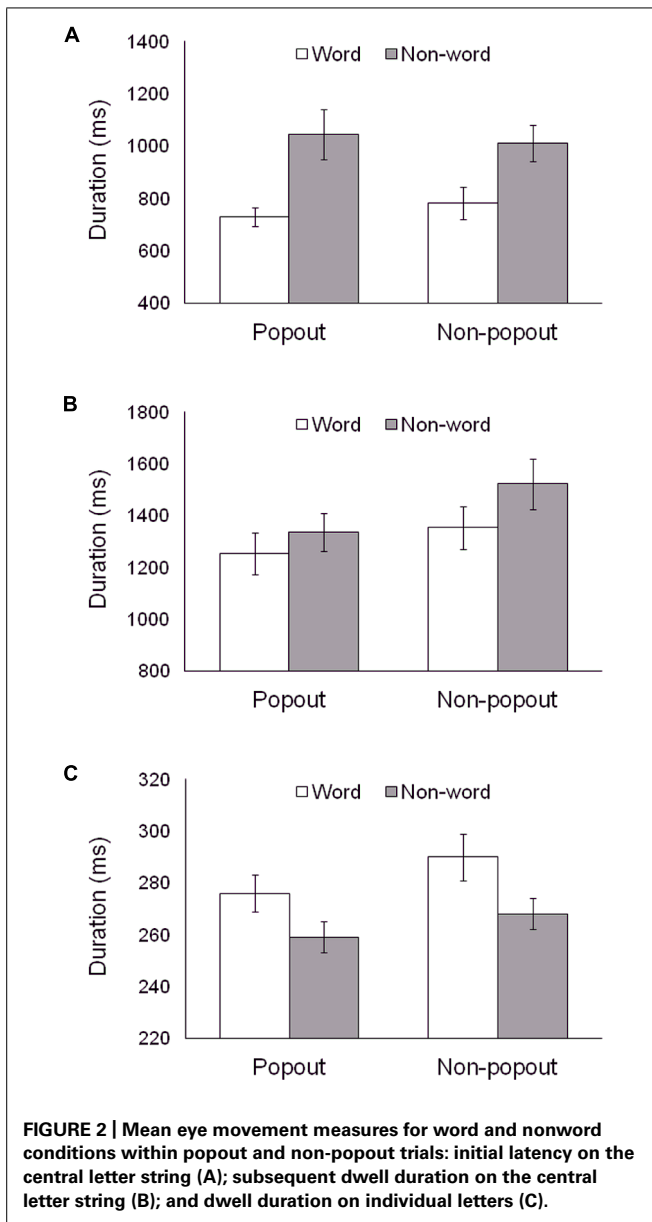 A
1400
Word Non-word
1200
1000
800
600
400
Duration (ms)
Popout Non-popout
B
1800
Word Non-word
1600
1400
1200
1000
800
Duration (ms)
Popout Non-popout
C
320
Word Non-word
300
280
260
240
220
Duration (ms)
Popout Non-popout
FIGURE 2 | Mean eye movement measures for word and nonword
conditions within popout and non-popout trials: initial latency on the
central letter string (A); subsequent dwell duration on the central
letter string (B); and dwell duration on individual letters (C).